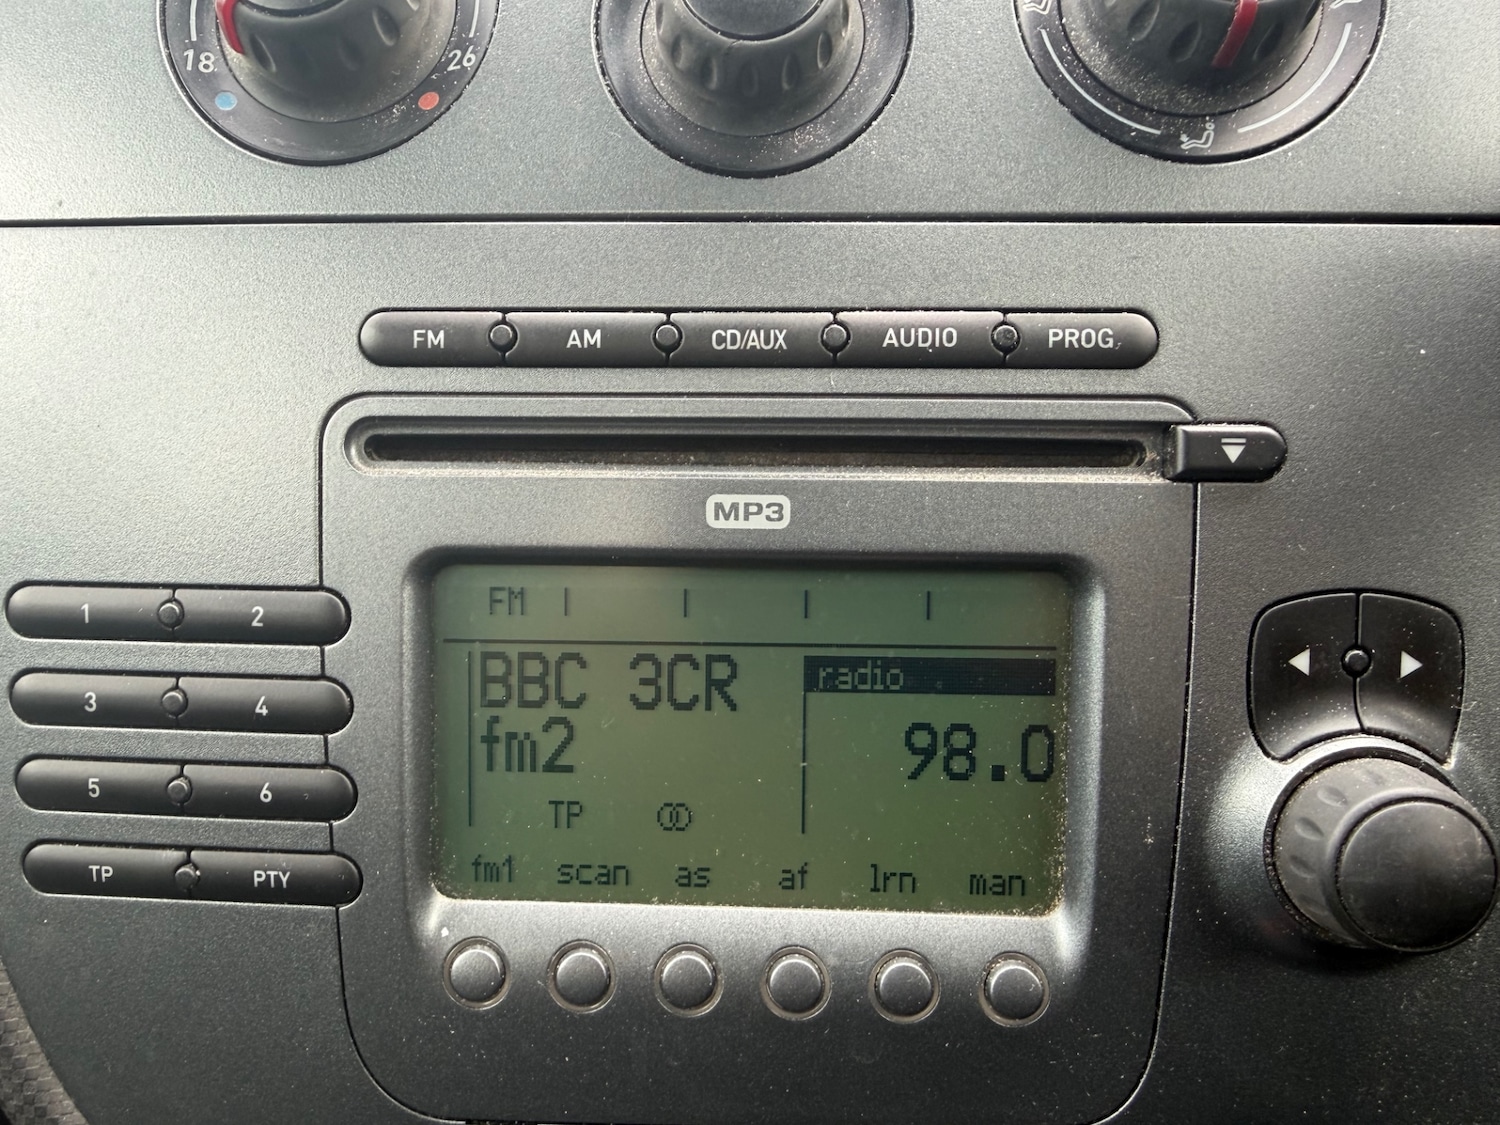 18 26
FM AM CD/AUX AUDIO PROG
MP3
FM
BBC 3CR radio
fm2 98.0
TP
fm1 scan as af lrn man
1 2
3 4
5 6
TP PTY